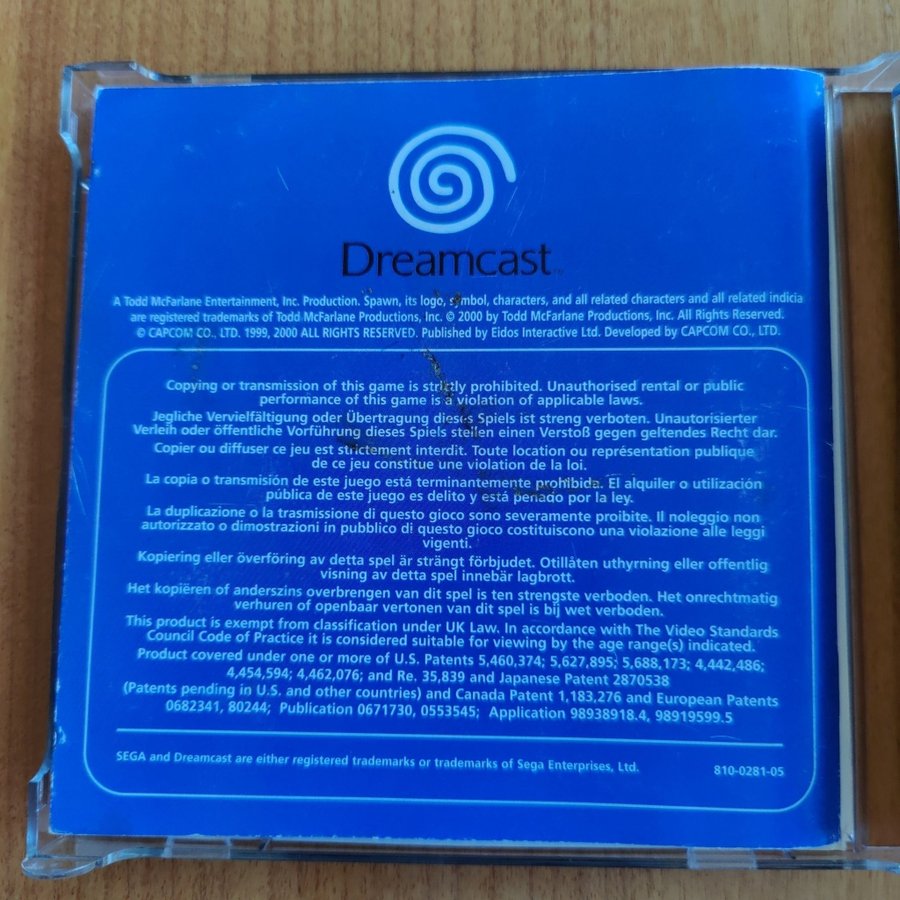 Dreamcast™
A Todd McFarlane Entertainment, Inc. Production. Spawn, its logo, symbol, characters, and all related characters and all related indicia
are registered trademarks of Todd McFarlane Productions, Inc. © 2000 by Todd McFarlane Productions, Inc. All Rights Reserved.
© CAPCOM CO., LTD. 1999, 2000 ALL RIGHTS RESERVED. Published by Eidos Interactive Ltd. Developed by CAPCOM CO., LTD.
Copying or transmission of this game is strictly prohibited. Unauthorised rental or public
performance of this game is a violation of applicable laws.
Jegliche Vervielfältigung oder Übertragung dieses Spiels ist streng verboten. Unautorisierter
Verleih oder öffentliche Vorführung dieses Spiels stellen einen Verstoß gegen geltendes Recht dar.
Copier ou diffuser ce jeu est strictement interdit. Toute location ou représentation publique
de ce jeu constitue une violation de la loi.
La copia o transmisión de este juego está terminantemente prohibida. El alquiler o utilización
pública de este juego es delito y está penado por la ley.
La duplicazione o la trasmissione di questo gioco sono severamente proibite. Il noleggio non
autorizzato o dimostrazioni in pubblico di questo gioco costituiscono una violazione alle leggi
vigenti.
Kopiering eller överföring av detta spel är strängt förbjudet. Otillåten uthyrning eller offentlig
visning av detta spel innebär lagbrott.
Het kopiëren of anderszins overbrengen van dit spel is ten strengste verboden. Het onrechtmatig
verhuren of openbaar vertonen van dit spel is bij wet verboden.
This product is exempt from classification under UK Law. In accordance with The Video Standards
Council Code of Practice it is considered suitable for viewing by the age range(s) indicated.
Product covered under one or more of U.S. Patents 5,460,374; 5,627,895; 5,688,173; 4,442,486;
4,454,594; 4,462,076; and Re. 35,839 and Japanese Patent 2870538
(Patents pending in U.S. and other countries) and Canada Patent 1,183,276 and European Patents
0682341, 80244; Publication 0671730, 0553545; Application 98938918.4, 98919599.5
SEGA and Dreamcast are either registered trademarks or trademarks of Sega Enterprises, Ltd.
810-0281-05